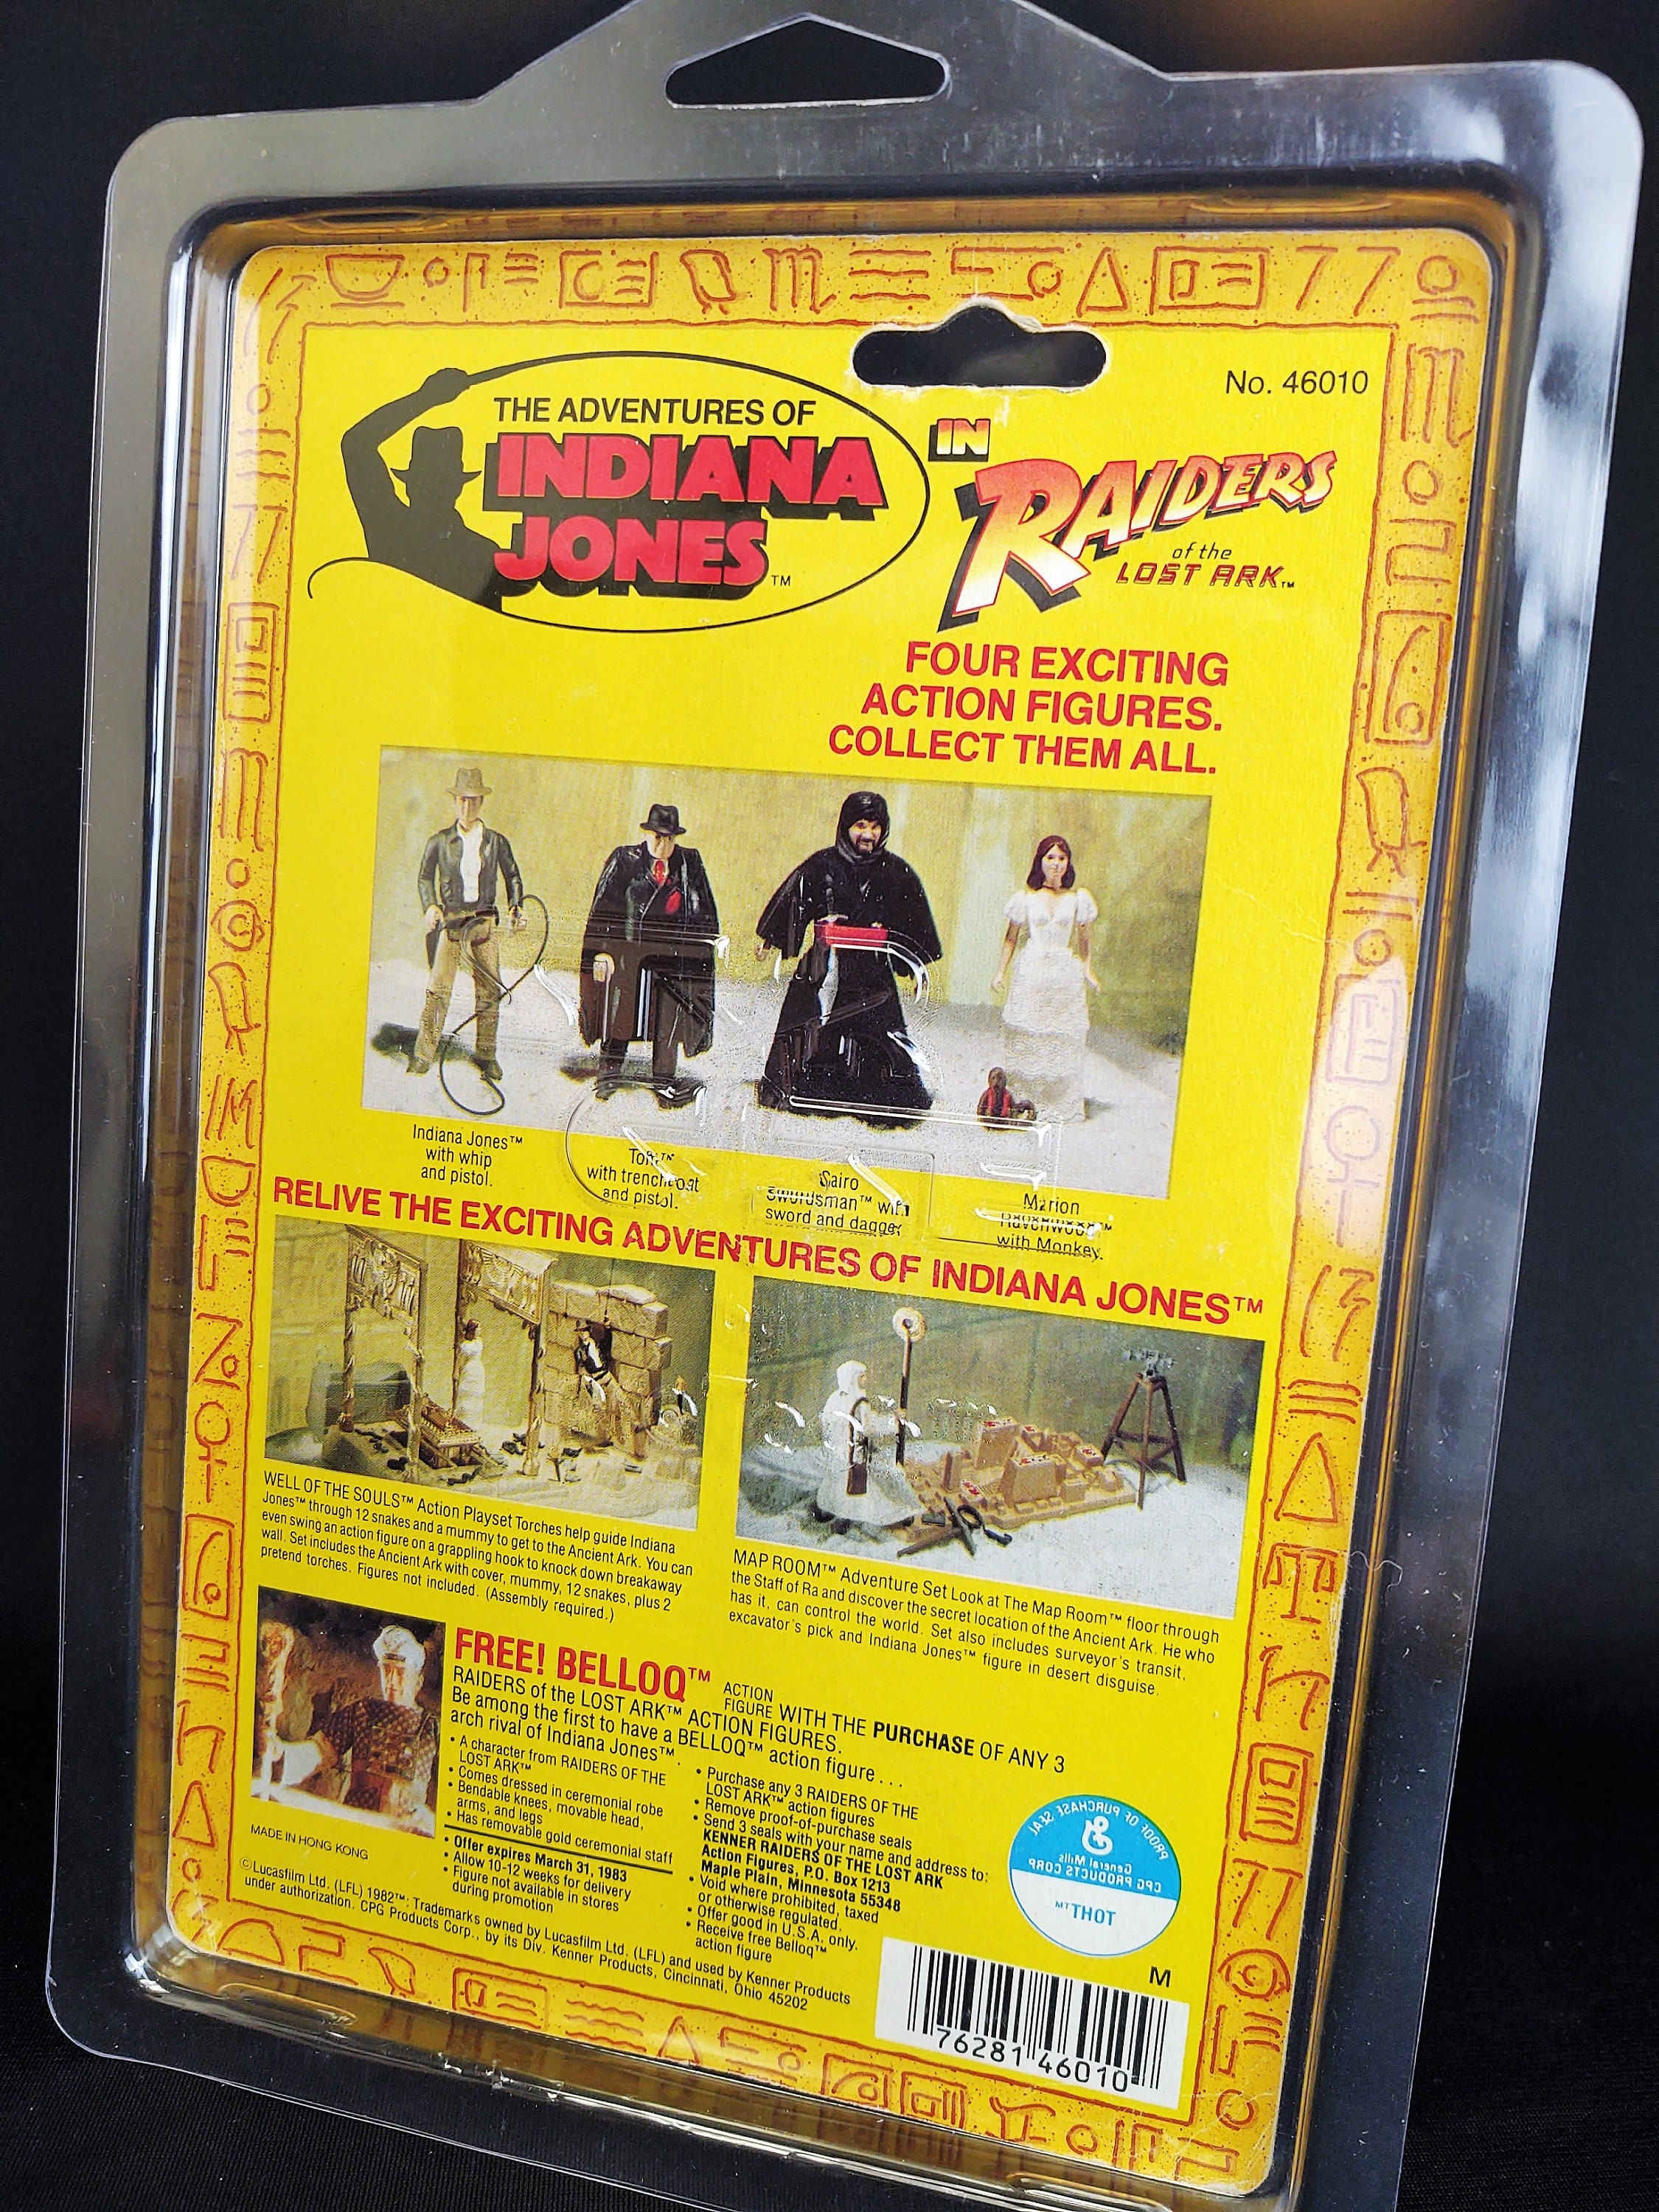 No. 46010
THE ADVENTURES OF
INDIANA
JONES™
IN
RAIDERS
of the
LOST ARK™
FOUR EXCITING
ACTION FIGURES.
COLLECT THEM ALL.
Indiana Jones™
with whip
and pistol.
with trenchcoat
and pistol.
Swordsman™ with
sword and dagger
Marion
Ravenwood™
with Monkey.
RELIVE THE EXCITING ADVENTURES OF INDIANA JONES™
WELL OF THE SOULS™ Action Playset Torches help guide Indiana
Jones™ through 12 snakes and a mummy to get to the Ancient Ark. You can
even swing an action figure on a grappling hook to knock down breakaway
wall. Set includes the Ancient Ark with cover, mummy, 12 snakes, plus 2
pretend torches. Figures not included. (Assembly required.)
MAP ROOM™ Adventure Set Look at The Map Room™ floor through
the Staff of Ra and discover the secret location of the Ancient Ark. He who
has it, can control the world. Set also includes surveyor's transit,
excavator's pick and Indiana Jones™ figure in desert disguise.
FREE! BELLOQ™ ACTION FIGURE WITH THE PURCHASE OF ANY 3
RAIDERS of the LOST ARK™ ACTION FIGURES.
Be among the first to have a BELLOQ™ action figure . . .
arch rival of Indiana Jones™.
• A character from RAIDERS OF THE
LOST ARK™
• Comes dressed in ceremonial robe
• Bendable knees, movable head,
arms, and legs
• Has removable gold ceremonial staff
• Offer expires March 31, 1983
• Allow 10-12 weeks for delivery
• Figure not available in stores
during promotion
• Purchase any 3 RAIDERS OF THE
LOST ARK™ action figures
• Remove proof-of-purchase seals
• Send 3 seals with your name and address to:
KENNER RAIDERS OF THE LOST ARK
Action Figures, P.O. Box 1213
Maple Plain, Minnesota 55348
• Void where prohibited, taxed
or otherwise regulated.
• Offer good in U.S.A. only.
• Receive free Belloq™
action figure
PROOF OF PURCHASE SEAL
General Mills
CPG PRODUCTS CORP
TOHT™
MADE IN HONG KONG
©Lucasfilm Ltd. (LFL) 1982™: Trademarks owned by Lucasfilm Ltd. (LFL) and used by Kenner Products
under authorization. CPG Products Corp., by its Div. Kenner Products, Cincinnati, Ohio 45202
M
76281 46010